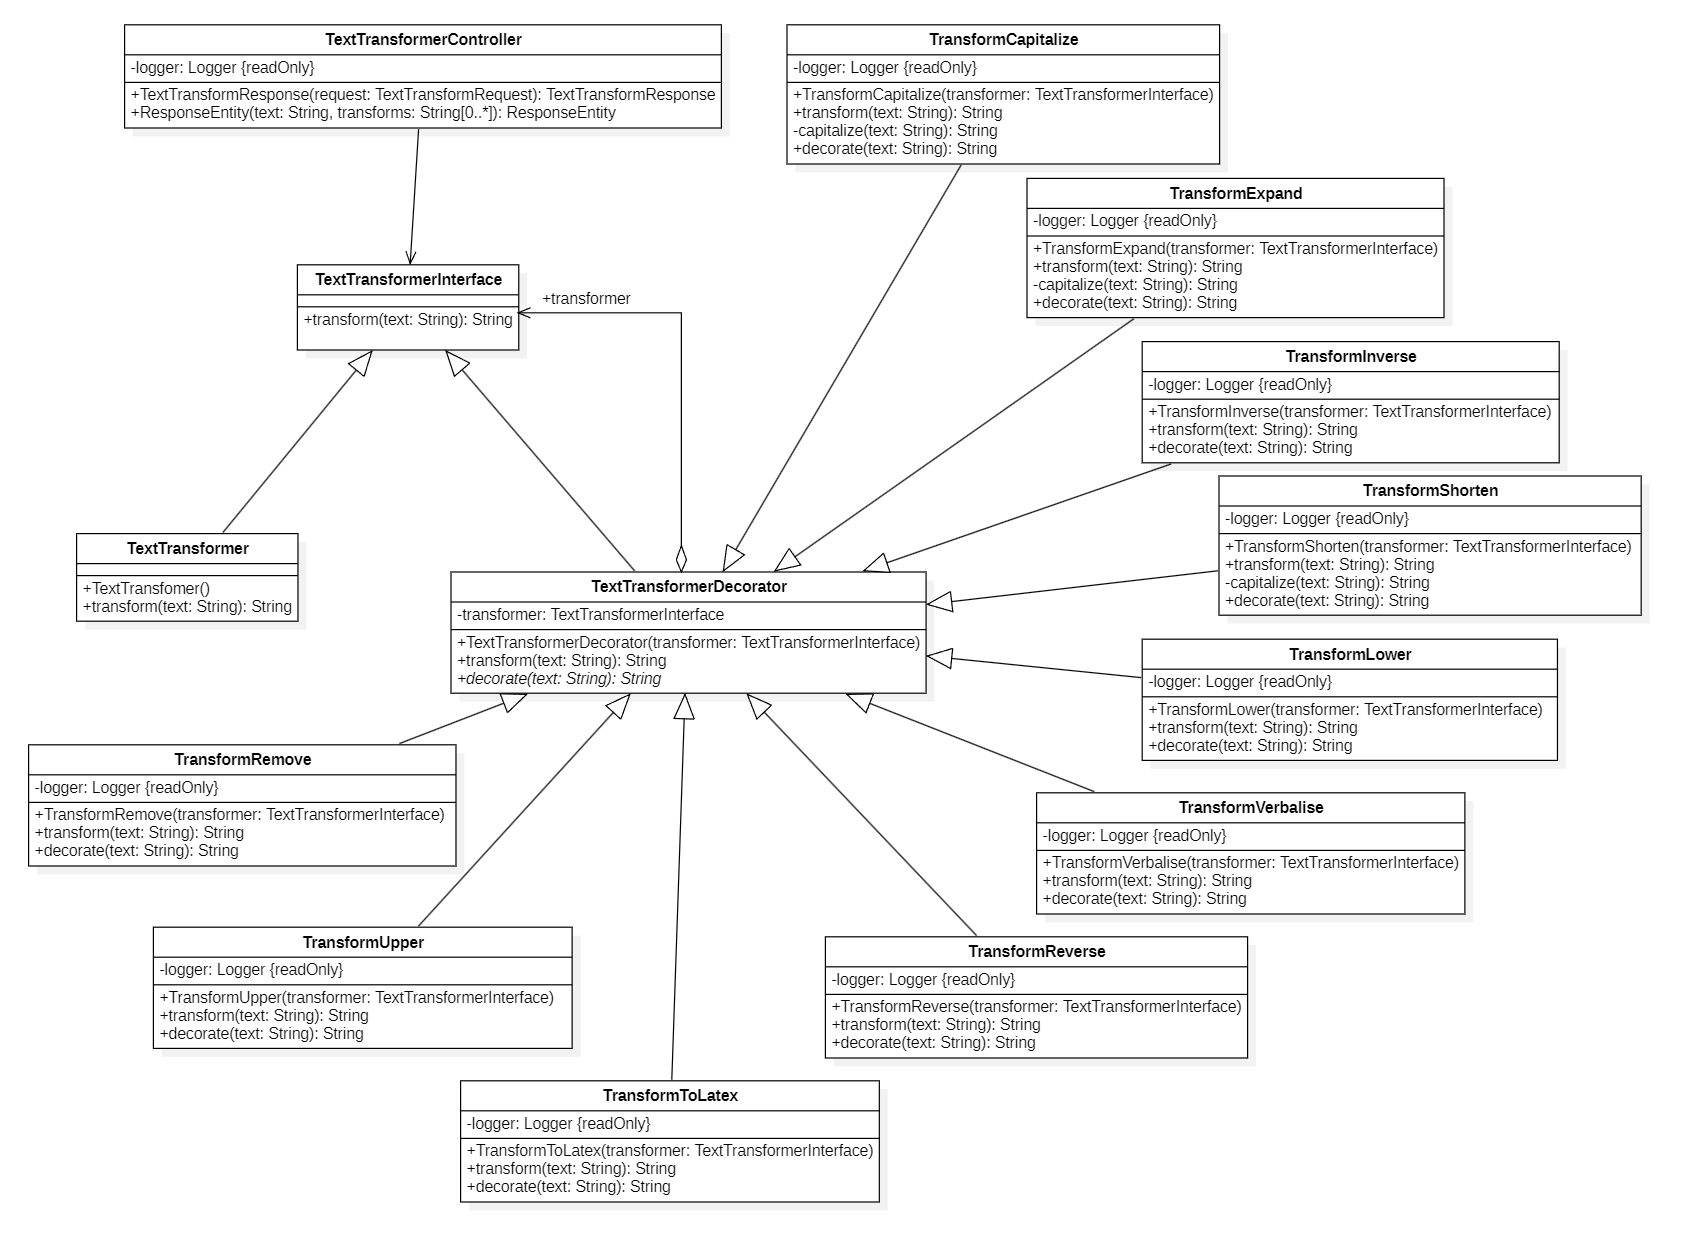 TextTransformerController
-logger: Logger {readOnly}
+TextTransformResponse(request: TextTransformRequest): TextTransformResponse
+ResponseEntity(text: String, transforms: String[0..*]): ResponseEntity
TransformCapitalize
-logger: Logger {readOnly}
+TransformCapitalize(transformer: TextTransformerInterface)
+transform(text: String): String
-capitalize(text: String): String
+decorate(text: String): String
TransformExpand
-logger: Logger {readOnly}
+TransformExpand(transformer: TextTransformerInterface)
+transform(text: String): String
-capitalize(text: String): String
+decorate(text: String): String
TextTransformerInterface
+transform(text: String): String
+transformer
TransformInverse
-logger: Logger {readOnly}
+TransformInverse(transformer: TextTransformerInterface)
+transform(text: String): String
+decorate(text: String): String
TransformShorten
-logger: Logger {readOnly}
+TransformShorten(transformer: TextTransformerInterface)
+transform(text: String): String
-capitalize(text: String): String
+decorate(text: String): String
TextTransformer
+TextTransfomer()
+transform(text: String): String
TextTransformerDecorator
-transformer: TextTransformerInterface
+TextTransformerDecorator(transformer: TextTransformerInterface)
+transform(text: String): String
+decorate(text: String): String
TransformLower
-logger: Logger {readOnly}
+TransformLower(transformer: TextTransformerInterface)
+transform(text: String): String
+decorate(text: String): String
TransformRemove
-logger: Logger {readOnly}
+TransformRemove(transformer: TextTransformerInterface)
+transform(text: String): String
+decorate(text: String): String
TransformVerbalise
-logger: Logger {readOnly}
+TransformVerbalise(transformer: TextTransformerInterface)
+transform(text: String): String
+decorate(text: String): String
TransformUpper
-logger: Logger {readOnly}
+TransformUpper(transformer: TextTransformerInterface)
+transform(text: String): String
+decorate(text: String): String
TransformReverse
-logger: Logger {readOnly}
+TransformReverse(transformer: TextTransformerInterface)
+transform(text: String): String
+decorate(text: String): String
TransformToLatex
-logger: Logger {readOnly}
+TransformToLatex(transformer: TextTransformerInterface)
+transform(text: String): String
+decorate(text: String): String